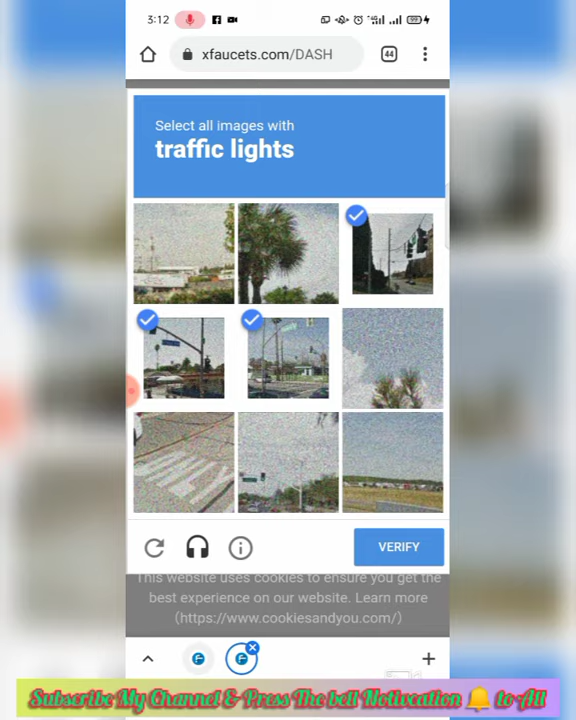 3:12
xfaucets.com/DASH
44
Select all images with
traffic lights
ONLY
VERIFY
This website uses cookies to ensure you get the
best experience on our website. Learn more
(https://www.cookiesandyou.com/)
Subscribe My Channel & Press The bell Notiveation 🔔 to All